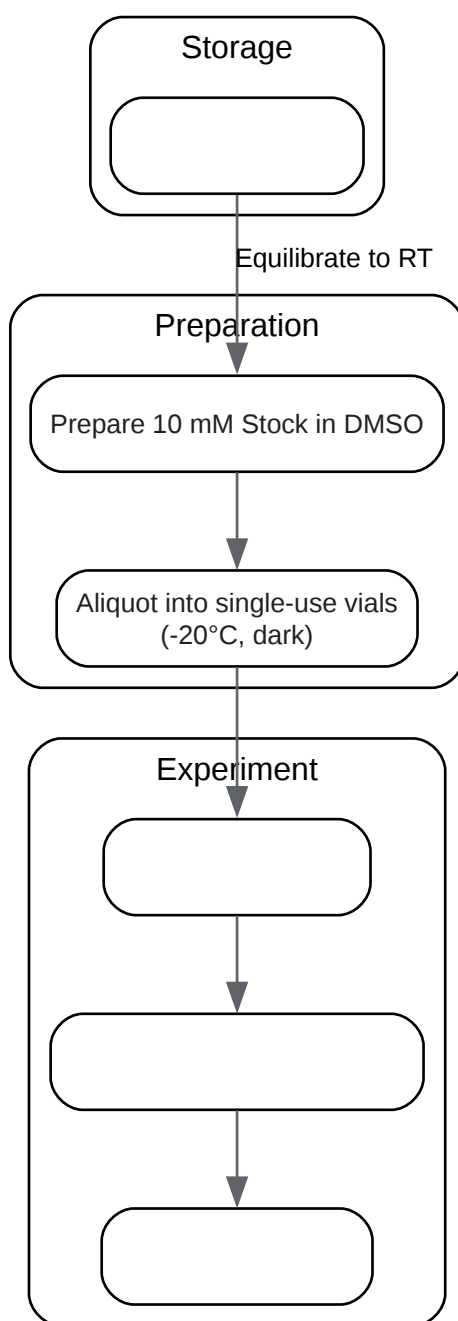 Storage
Equilibrate to RT
Preparation
Prepare 10 mM Stock in DMSO
Aliquot into single-use vials
(-20°C, dark)
Experiment